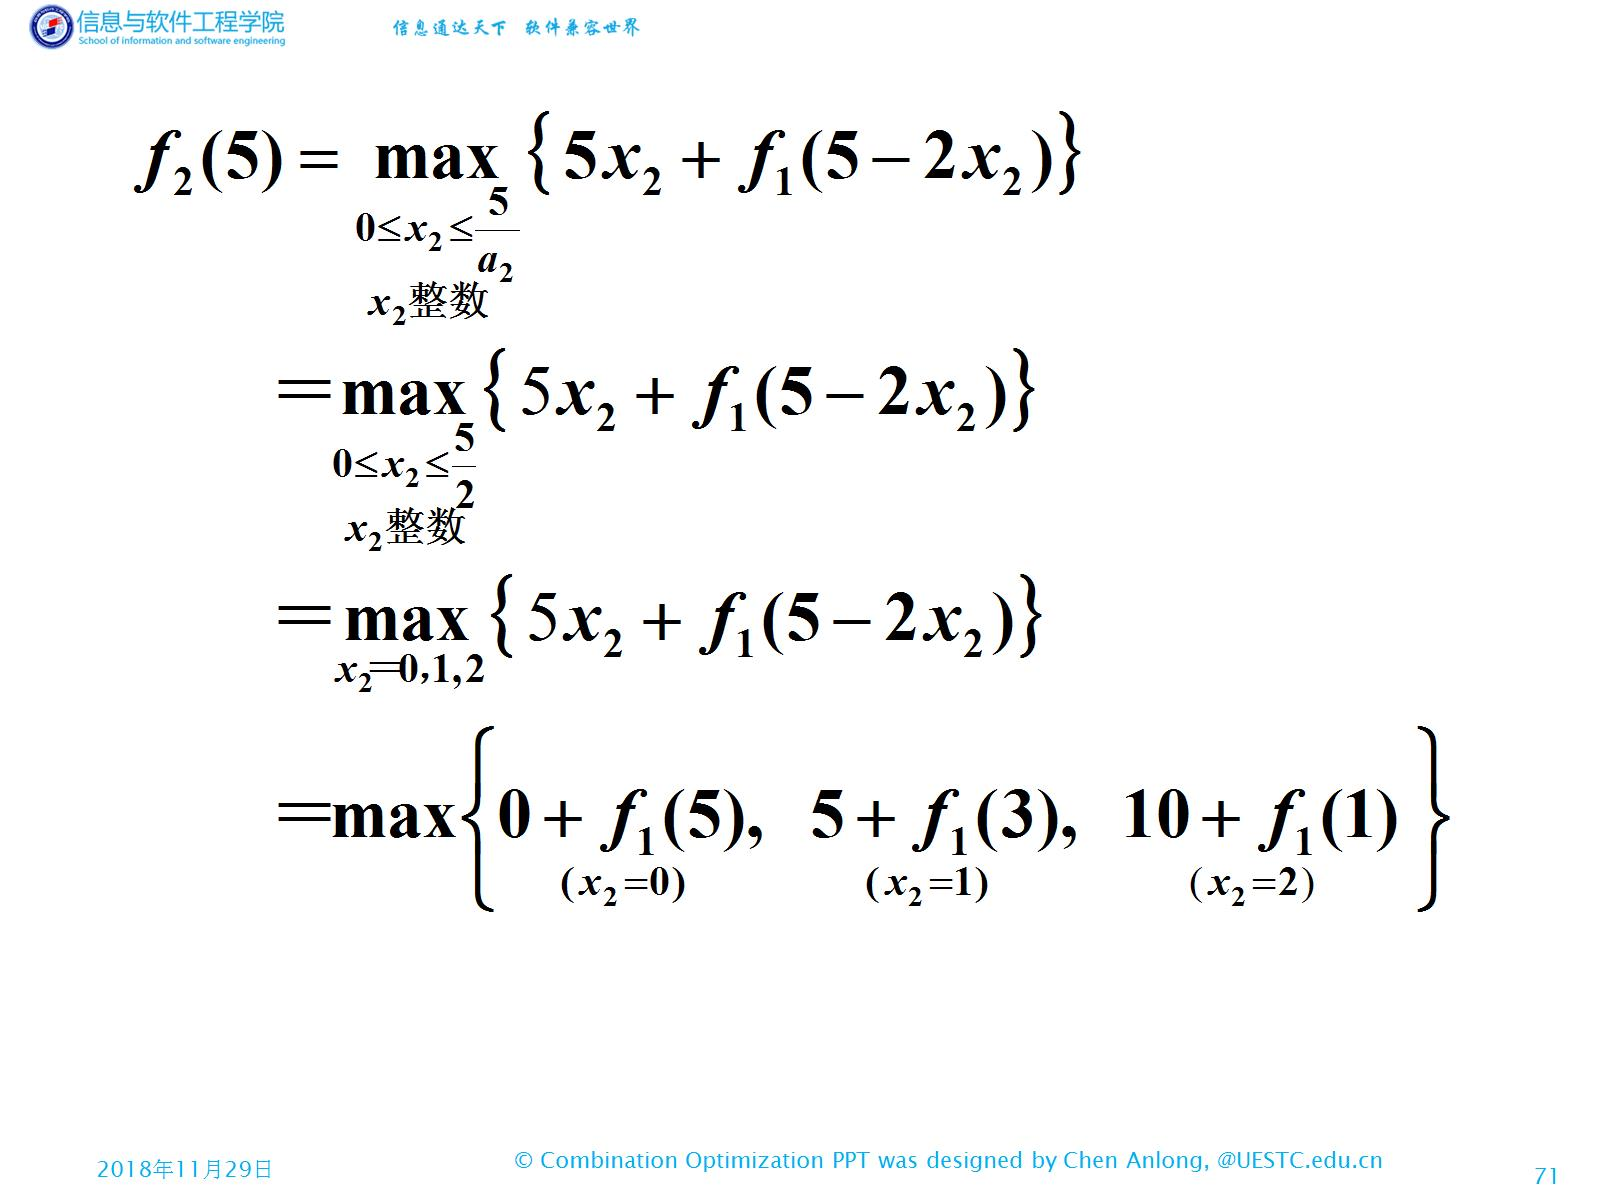 信息与软件工程学院
School of information and software engineering
信息通达天下 软件兼容世界
f₂(5) = max {5x₂ + f₁(5 − 2x₂)}
0≤x₂≤5/a₂
x₂整数
=max {5x₂ + f₁(5 − 2x₂)}
0≤x₂≤5/2
x₂整数
=max {5x₂ + f₁(5 − 2x₂)}
x₂=0,1,2
=max{0 + f₁(5), 5 + f₁(3), 10 + f₁(1)}
(x₂=0) (x₂=1) (x₂=2)
2018年11月29日
© Combination Optimization PPT was designed by Chen Anlong, @UESTC.edu.cn
71